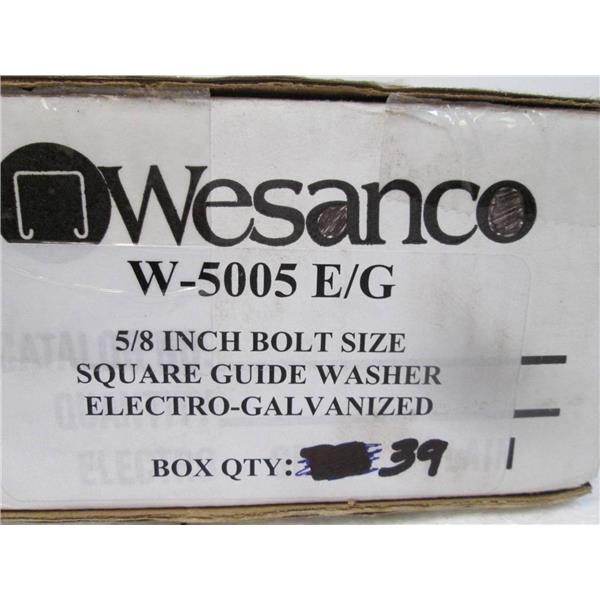 Wesanco
W-5005 E/G
5/8 INCH BOLT SIZE
SQUARE GUIDE WASHER
ELECTRO-GALVANIZED
BOX QTY: 39